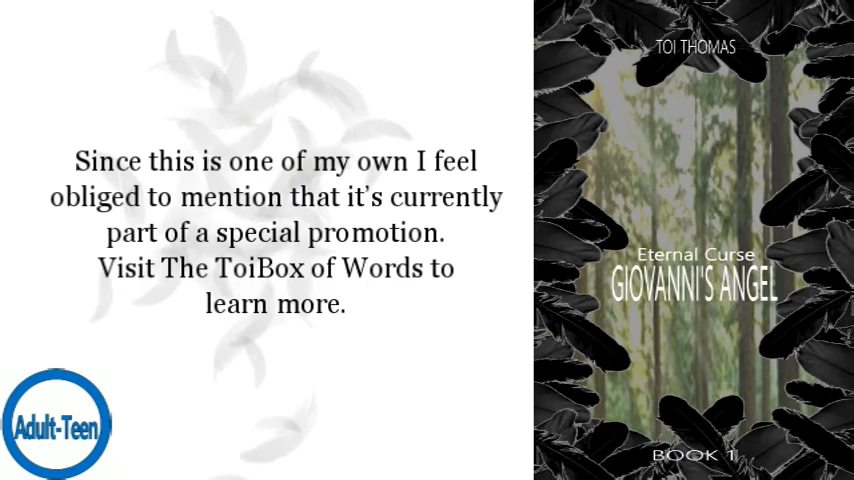 Since this is one of my own I feel
obliged to mention that it's currently
part of a special promotion.
Visit The ToiBox of Words to
learn more.
Adult-Teen
TOI THOMAS
Eternal Curse
GIOVANNI'S ANGEL
BOOK 1